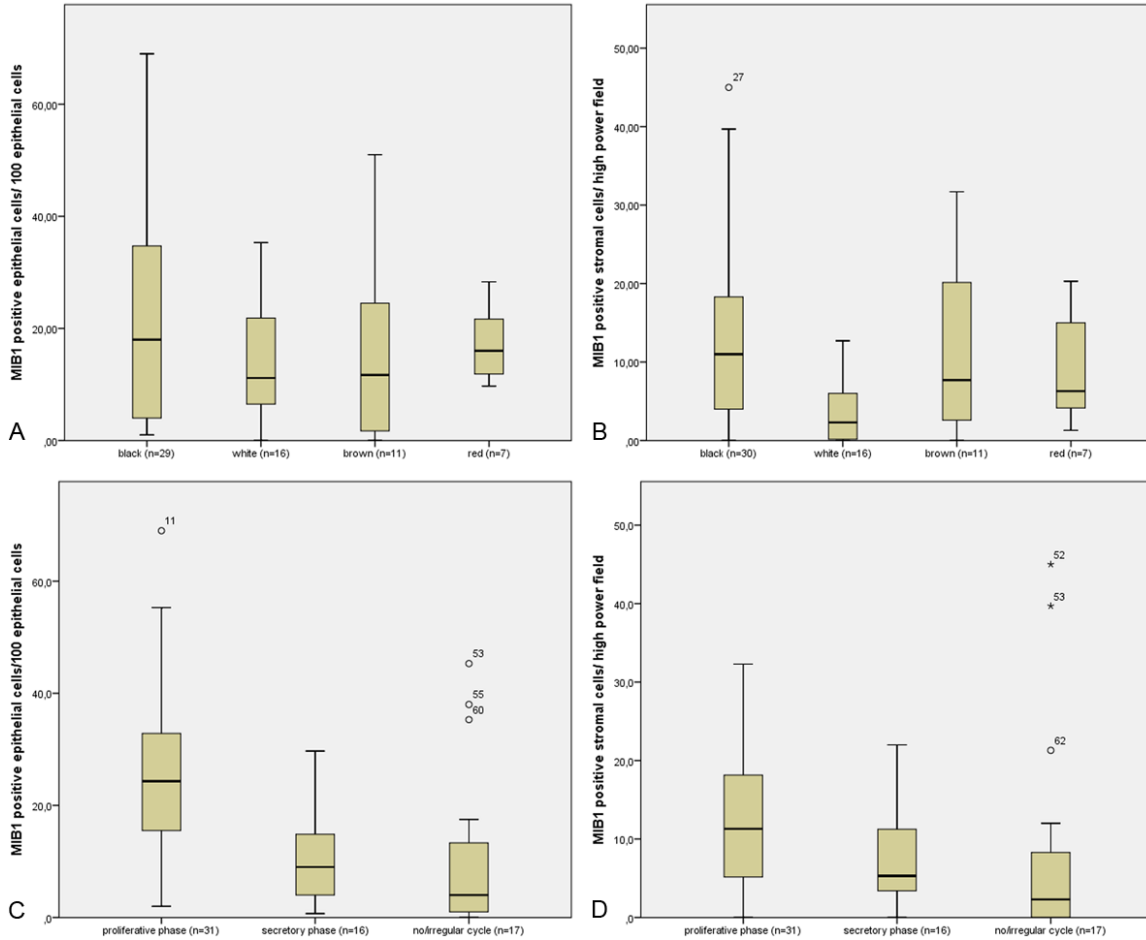 MIB1 positive epithelial cells/ 100 epithelial cells
60,00
40,00
20,00
,00
black (n=29) white (n=16) brown (n=11) red (n=7)
A
MIB1 positive stromal cells/ high power field
50,00
40,00
30,00
20,00
10,00
,00
27
black (n=30) white (n=16) brown (n=11) red (n=7)
B
MIB1 positive epithelial cells/100 epithelial cells
60,0
40,0
20,0
,0
11
53
55
60
proliferative phase (n=31) secretory phase (n=16) no/irregular cycle (n=17)
C
MIB1 positive stromal cells/ high power field
50,0
40,0
30,0
20,0
10,0
,0
52
53
62
proliferative phase (n=31) secretory phase (n=16) no/irregular cycle (n=17)
D